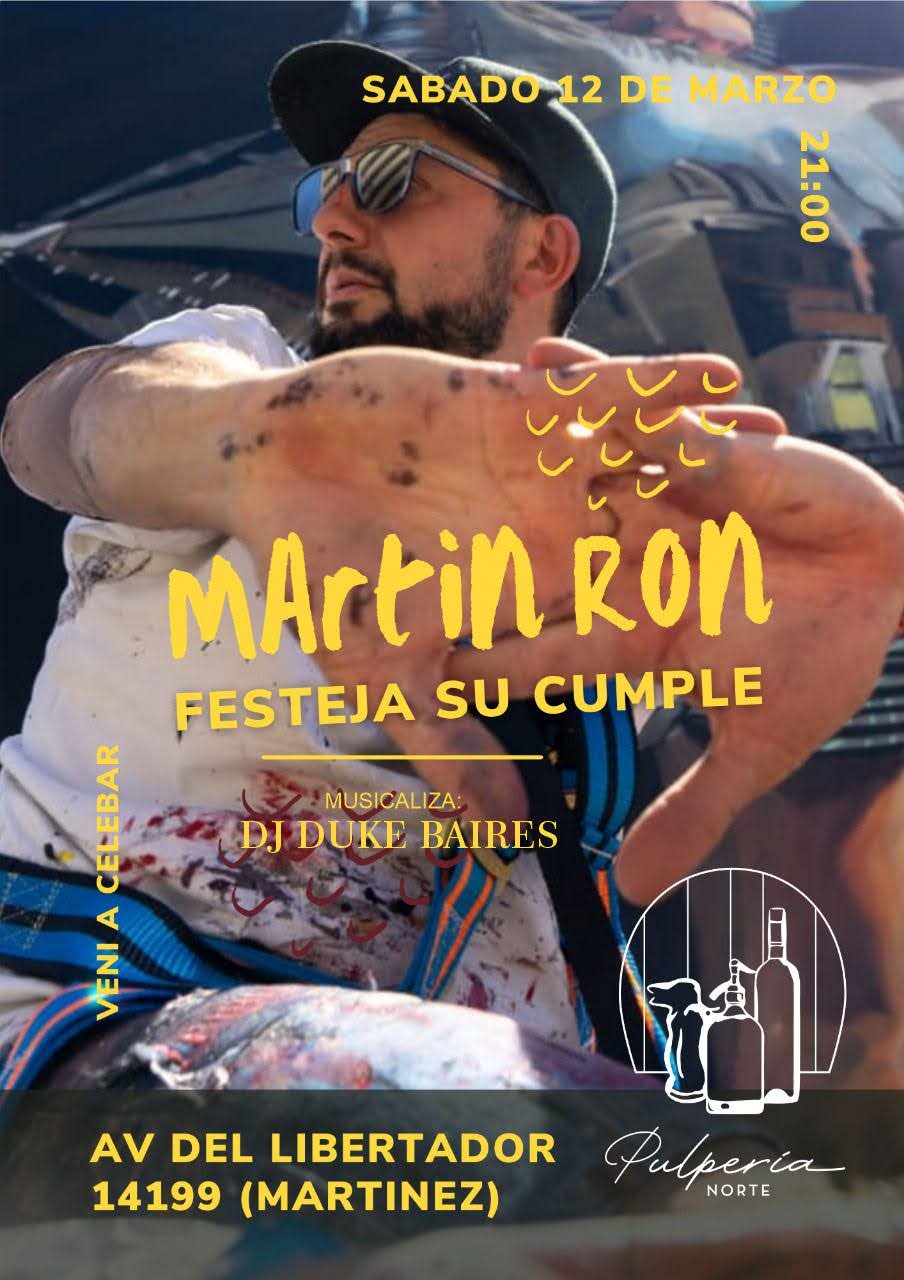 SABADO 12 DE MARZO
21:00
MArtin Ron
FESTEJA SU CUMPLE
MUSICALIZA:
DJ DUKE BAIRES
VENI A CELEBAR
AV DEL LIBERTADOR
14199 (MARTINEZ)
Pulpería
NORTE